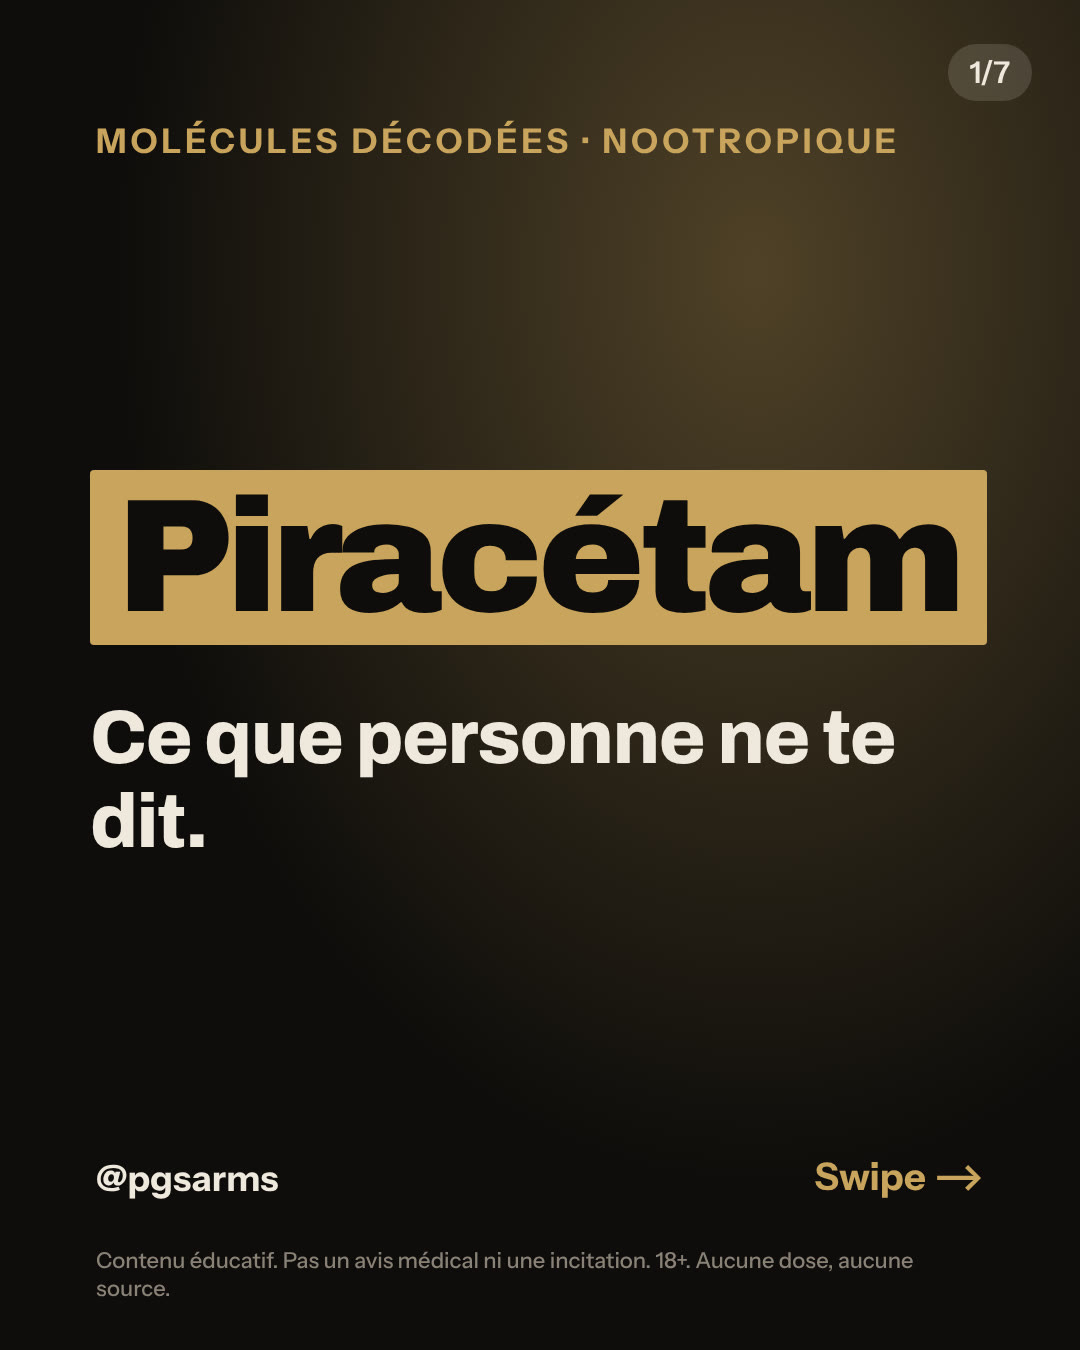 1/7
MOLÉCULES DÉCODÉES · NOOTROPIQUE
Piracétam
Ce que personne ne te
dit.
@pgsarms
Swipe →
Contenu éducatif. Pas un avis médical ni une incitation. 18+. Aucune dose, aucune
source.